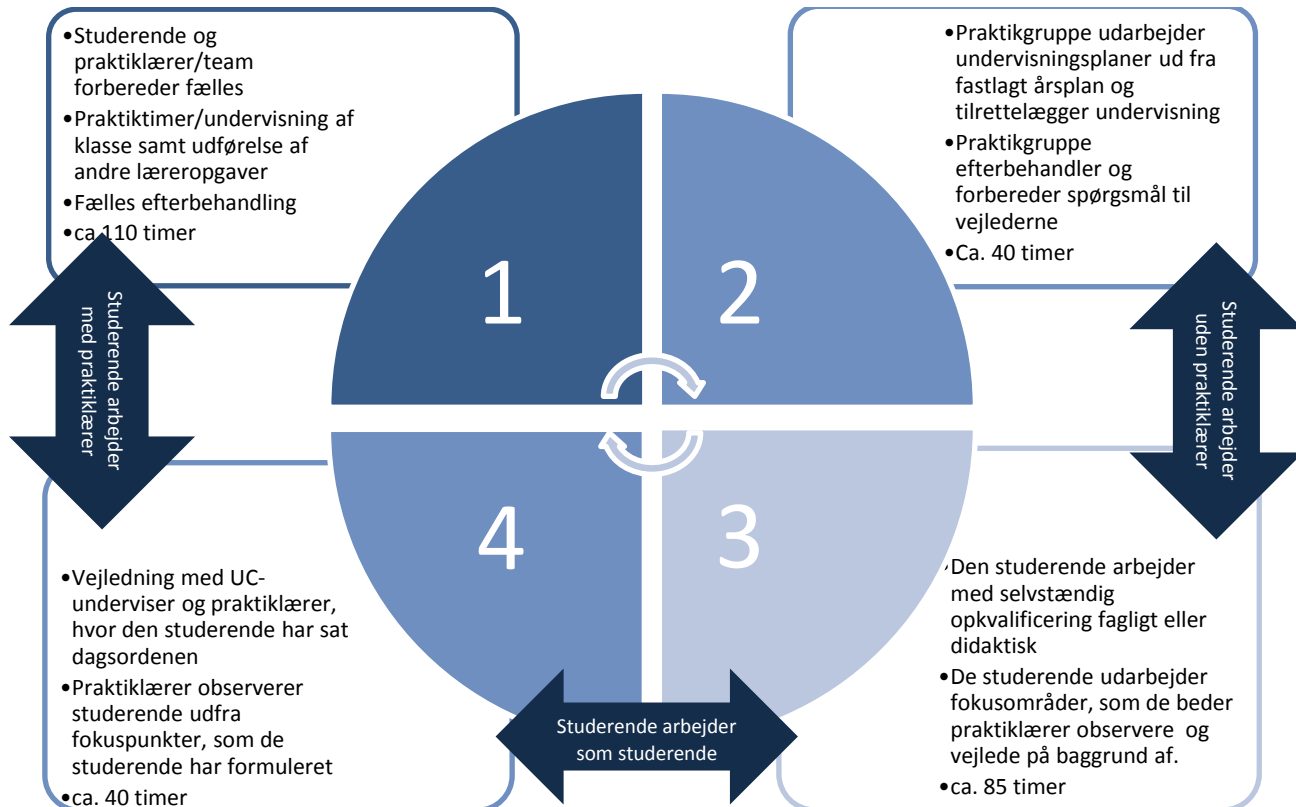 •Studerende og
praktiklærer/team
forbereder fælles
•Praktiktimer/undervisning af
klasse samt udførelse af
andre læreropgaver
•Fælles efterbehandling
•ca 110 timer
•Praktikgruppe udarbejder
undervisningsplaner ud fra
fastlagt årsplan og
tilrettelægger undervisning
•Praktikgruppe
efterbehandler og
forbereder spørgsmål til
vejlederne
•Ca. 40 timer
1
2
Studerende arbejder
med praktiklærer
Studerende arbejder
uden praktiklærer
4
3
•Vejledning med UC-
underviser og praktiklærer,
hvor den studerende har sat
dagsordenen
•Praktiklærer observerer
studerende udfra
fokuspunkter, som de
studerende har formuleret
•ca. 40 timer
Studerende arbejder
som studerende
•Den studerende arbejder
med selvstændig
opkvalificering fagligt eller
didaktisk
•De studerende udarbejder
fokusområder, som de beder
praktiklærer observere og
vejlede på baggrund af.
•ca. 85 timer